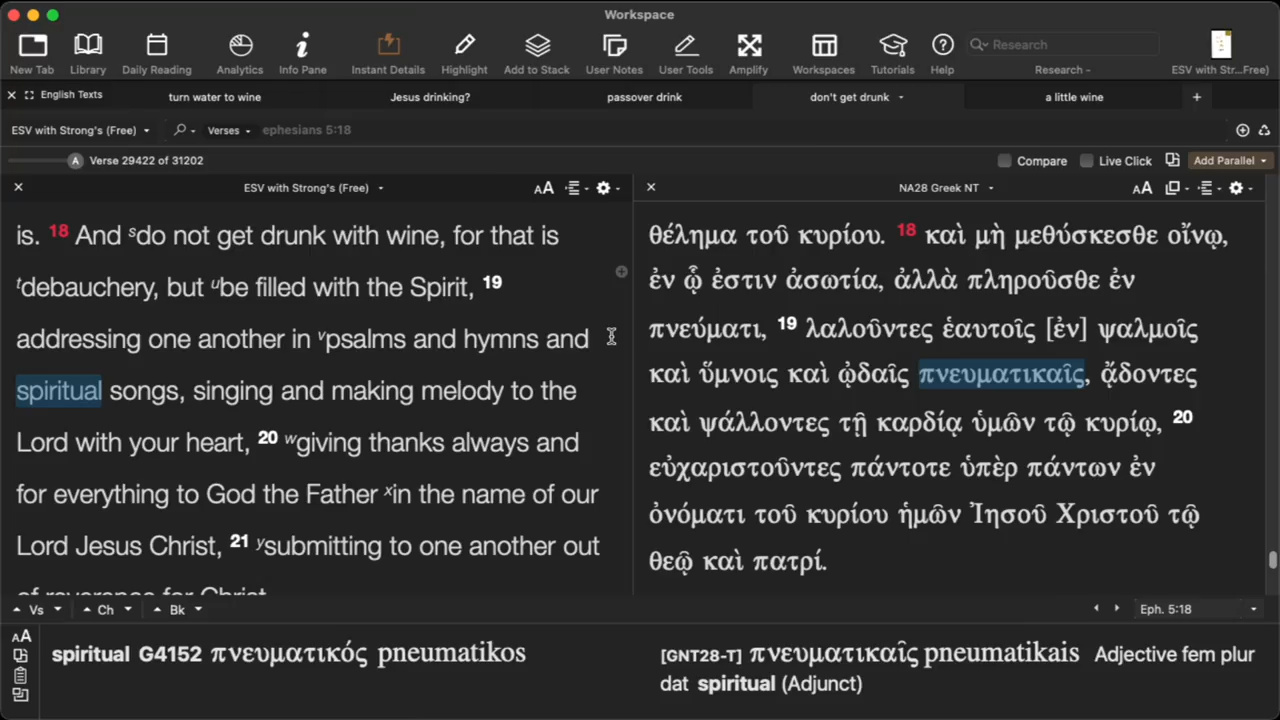 Workspace
New Tab Library Daily Reading Analytics Info Pane Instant Details Highlight Add to Stack User Notes User Tools Amplify Workspaces Tutorials Help Research Research ESV with Str...Free)
English Texts turn water to wine Jesus drinking? passover drink don't get drunk a little wine
ESV with Strong's (Free) Verses ephesians 5:18
A Verse 29422 of 31202 Compare Live Click Add Parallel
ESV with Strong's (Free) AA
is. 18 And sdo not get drunk with wine, for that is
tdebauchery, but ube filled with the Spirit, 19
addressing one another in vpsalms and hymns and
spiritual songs, singing and making melody to the
Lord with your heart, 20 wgiving thanks always and
for everything to God the Father xin the name of our
Lord Jesus Christ, 21 ysubmitting to one another out
of reverence for Christ
NA28 Greek NT AA
θέλημα τοῦ κυρίου. 18 καὶ μὴ μεθύσκεσθε οἴνῳ,
ἐν ᾧ ἐστιν ἀσωτία, ἀλλὰ πληροῦσθε ἐν
πνεύματι, 19 λαλοῦντες ἑαυτοῖς [ἐν] ψαλμοῖς
καὶ ὕμνοις καὶ ᾠδαῖς πνευματικαῖς, ᾄδοντες
καὶ ψάλλοντες τῇ καρδίᾳ ὑμῶν τῷ κυρίῳ, 20
εὐχαριστοῦντες πάντοτε ὑπὲρ πάντων ἐν
ὀνόματι τοῦ κυρίου ἡμῶν Ἰησοῦ Χριστοῦ τῷ
θεῷ καὶ πατρί.
Vs Ch Bk Eph. 5:18
AA
spiritual G4152 πνευματικός pneumatikos
[GNT28-T] πνευματικαῖς pneumatikais Adjective fem plur
dat spiritual (Adjunct)